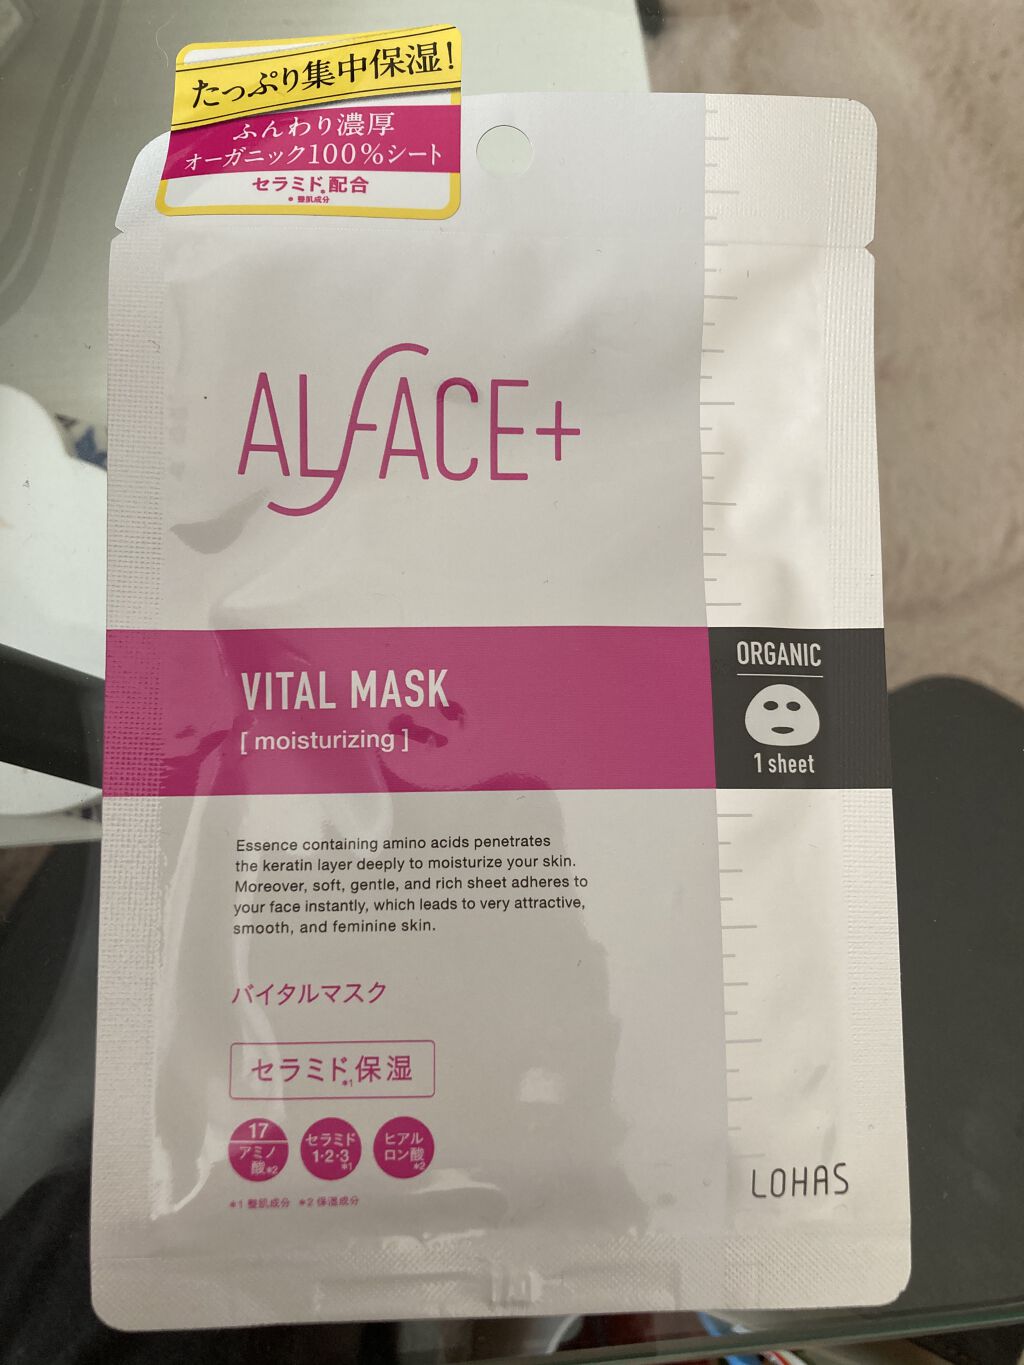 たっぷり集中保湿！
ふんわり濃厚
オーガニック100%シート
セラミド*配合
*整肌成分
ALFACE+
VITAL MASK
[ moisturizing ]
ORGANIC
1 sheet
Essence containing amino acids penetrates
the keratin layer deeply to moisturize your skin.
Moreover, soft, gentle, and rich sheet adheres to
your face instantly, which leads to very attractive,
smooth, and feminine skin.
バイタルマスク
セラミド*1保湿
17
アミノ
酸*2
セラミド
1·2·3
*1
ヒアル
ロン酸
*2
*1 整肌成分 *2 保湿成分
LOHAS